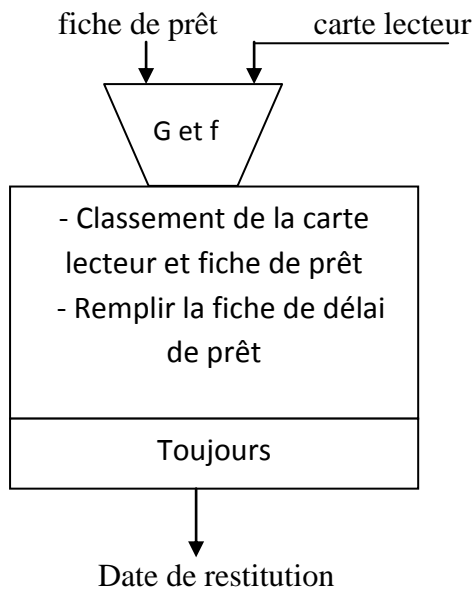 fiche de prêt carte lecteur
G et f
- Classement de la carte
lecteur et fiche de prêt
- Remplir la fiche de délai
de prêt
Toujours
Date de restitution